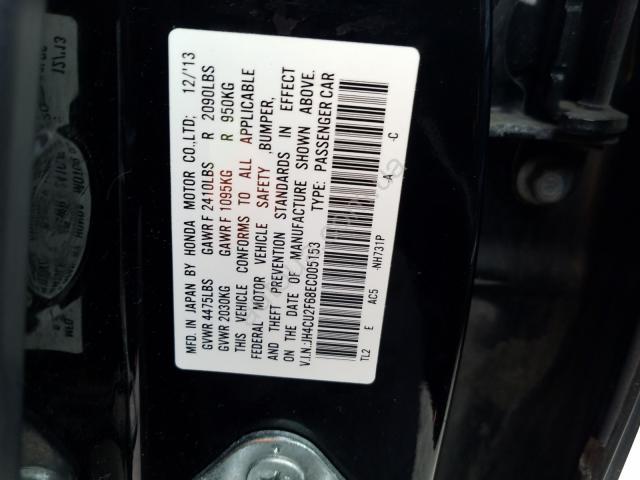 MFD. IN JAPAN BY HONDA MOTOR CO.,LTD; 12/'13
GVWR 4475LBS GAWR F 2410LBS R 2090LBS
GVWR 2030KG GAWR F 1095KG R 950KG
THIS VEHICLE CONFORMS TO ALL APPLICABLE
FEDERAL MOTOR VEHICLE SAFETY ,BUMPER,
AND THEFT PREVENTION STANDARDS IN EFFECT
ON THE DATE OF MANUFACTURE SHOWN ABOVE.
V.I.N:JH4CU2F68EC005153 TYPE: PASSENGER CAR
TL2 E AC5 -NH731P A -C
12/'13